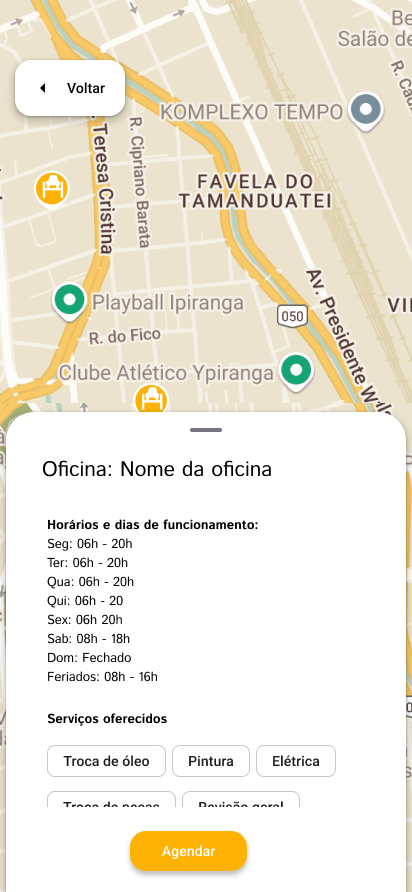 Be
Salão de
Voltar
R. Ca
KOMPLEXO TEMPO
. Teresa Cristina
R. Cipriano Barata
FAVELA DO
TAMANDUATEI
Av. Presidente W
Playball Ipiranga
VI
050
R. do Fico
Clube Atlético Ypiranga
Oficina: Nome da oficina
Horários e dias de funcionamento:
Seg: 06h - 20h
Ter: 06h - 20h
Qua: 06h - 20h
Qui: 06h - 20
Sex: 06h 20h
Sab: 08h - 18h
Dom: Fechado
Feriados: 08h - 16h
Serviços oferecidos
Troca de óleo Pintura Elétrica
Troca de peças Revisão geral
Agendar